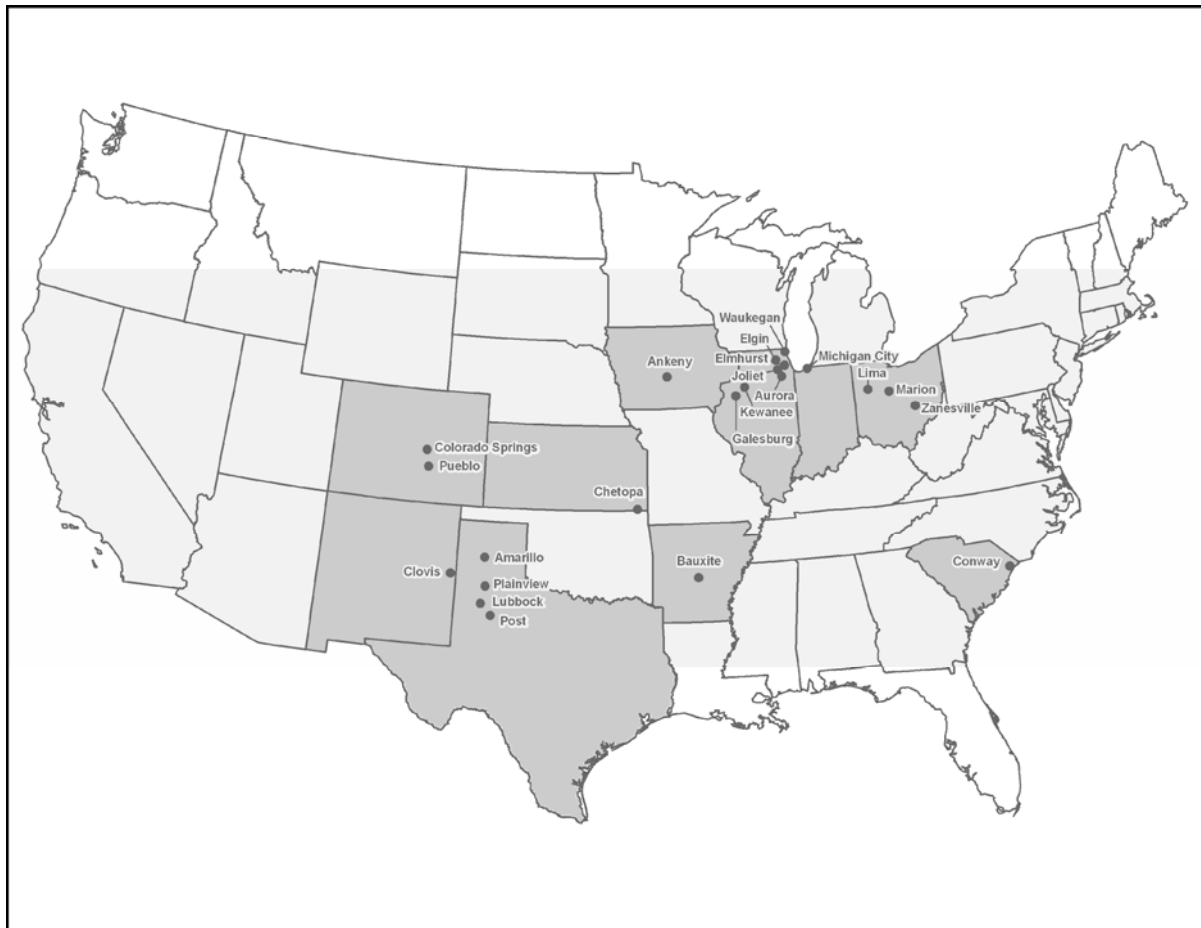 Waukegan
Elgin
Elmhurst
Michigan City
Ankeny
Lima
Joliet
Marion
Aurora
Kewanee
Zanesville
Galesburg
Colorado Springs
Pueblo
Chetopa
Amarillo
Bauxite
Conway
Clovis
Plainview
Lubbock
Post